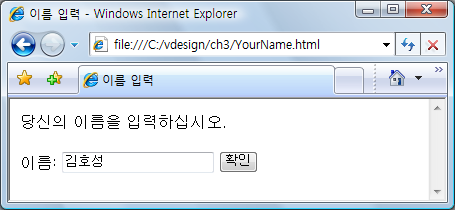 이름 입력 - Windows Internet Explorer
file:///C:/vdesign/ch3/YourName.html
이름 입력
당신의 이름을 입력하십시오.
이름: 김호성 확인